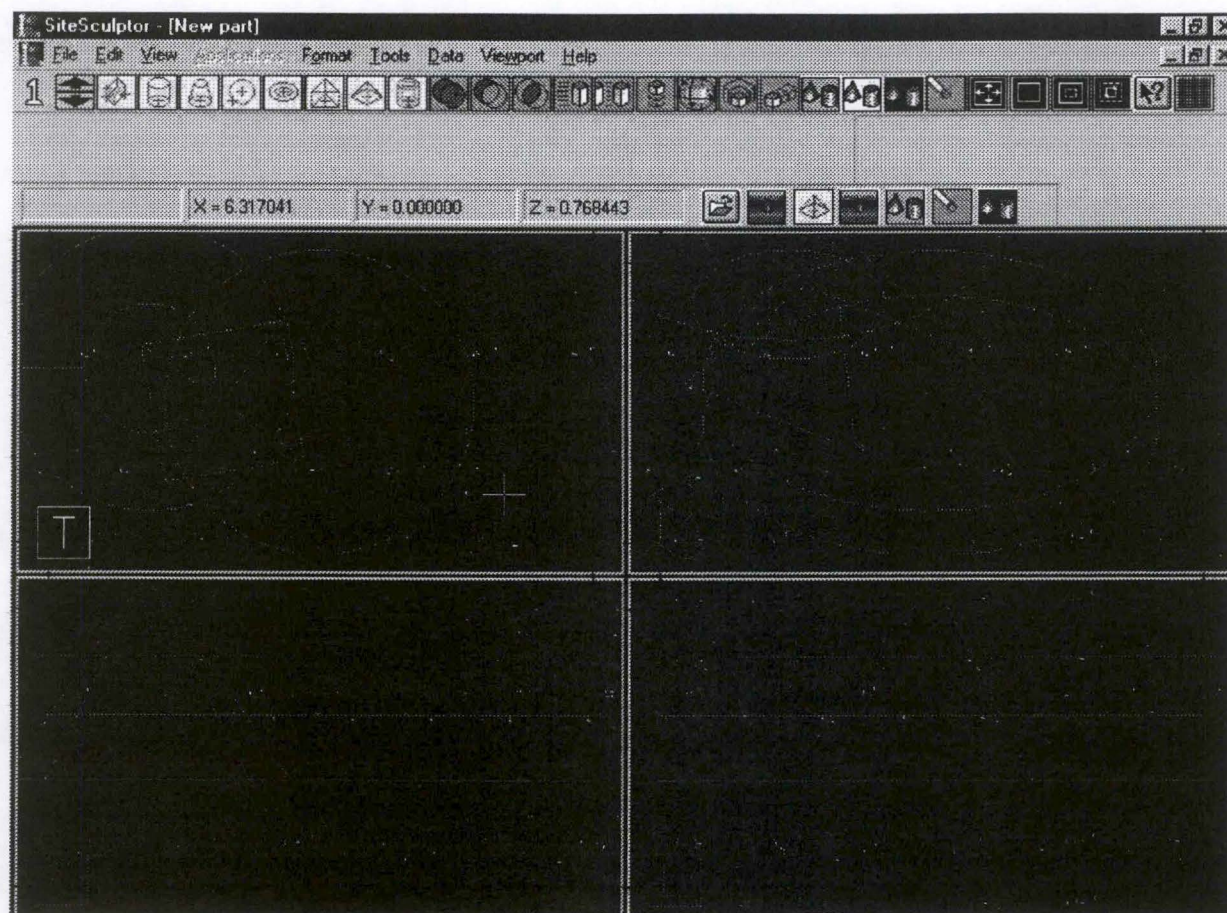 SiteSculptor - [New part]
File Edit View Applications Format Tools Data Viewport Help
1
X = 6.317041 Y = 0.000000 Z = 0.768443
T